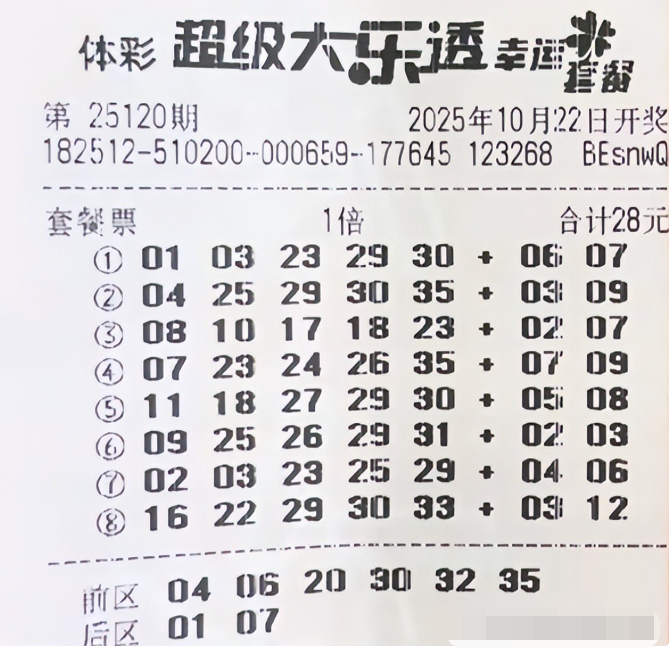 体彩 超级大乐透 幸运套餐
第 25120期 2025年10月22日开奖
182512-510200-000659-177645 123268 BEsnwQ
套餐票 1倍 合计28元
① 01 03 23 29 30 + 06 07
② 04 25 29 30 35 + 03 09
③ 08 10 17 18 23 + 02 07
④ 07 23 24 26 35 + 07 09
⑤ 11 18 27 29 30 + 05 08
⑥ 09 25 26 29 31 + 02 03
⑦ 02 03 23 25 29 + 04 06
⑧ 16 22 29 30 33 + 03 12
前区 04 06 20 30 32 35
后区 01 07